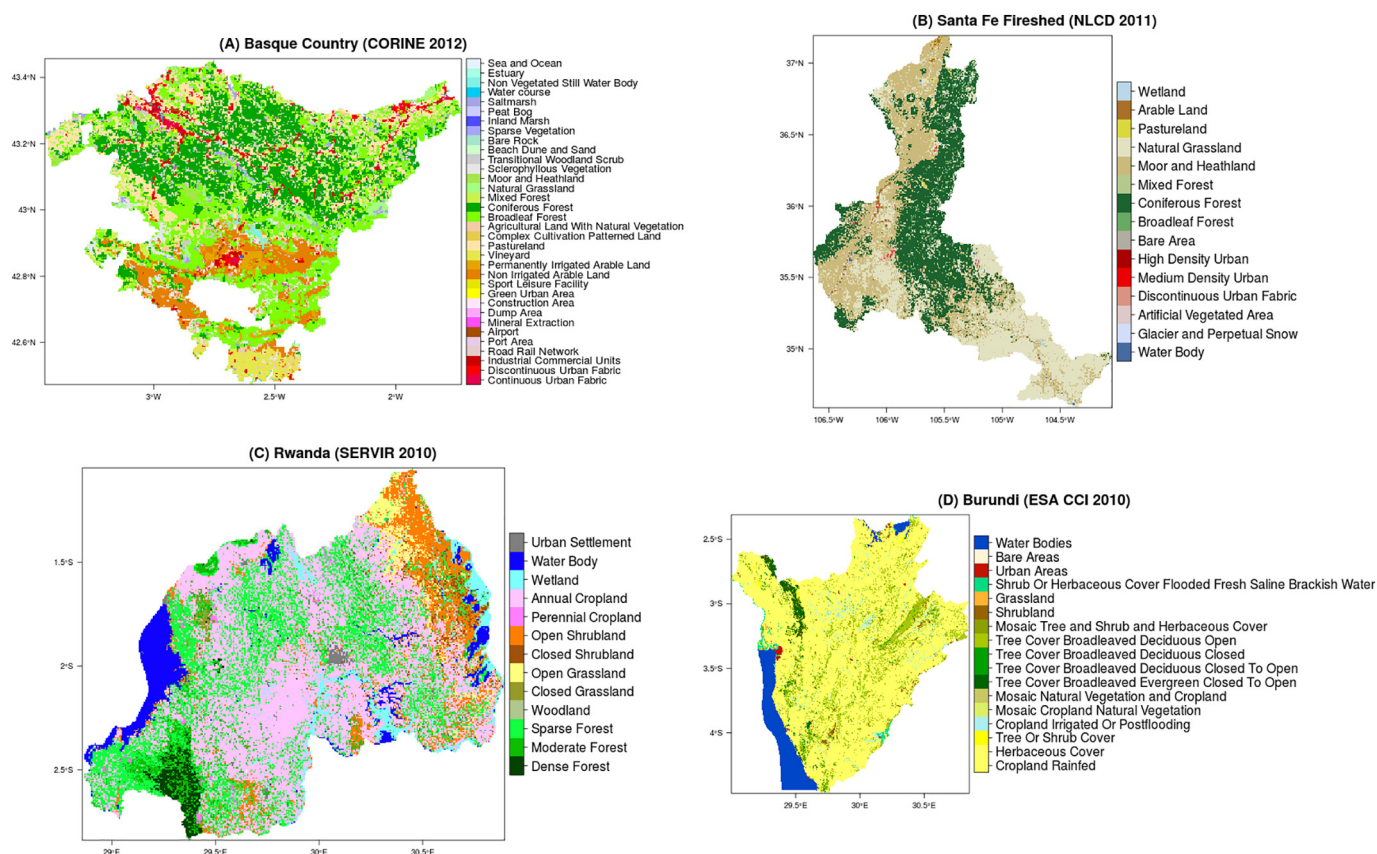 (A) Basque Country (CORINE 2012)
43.4°N
43.2°N
43°N
42.8°N
42.6°N
3°W
2.5°W
2°W
Sea and Ocean
Estuary
Non Vegetated Still Water Body
Water course
Saltmarsh
Peat Bog
Inland Marsh
Sparse Vegetation
Bare Rock
Beach Dune and Sand
Transitional Woodland Scrub
Sclerophyllous Vegetation
Moor and Heathland
Natural Grassland
Mixed Forest
Coniferous Forest
Broadleaf Forest
Agricultural Land With Natural Vegetation
Complex Cultivation Patterned Land
Pastureland
Vineyard
Permanently Irrigated Arable Land
Non Irrigated Arable Land
Sport Leisure Facility
Green Urban Area
Construction Area
Dump Area
Mineral Extraction
Airport
Port Area
Road Rail Network
Industrial Commercial Units
Discontinuous Urban Fabric
Continuous Urban Fabric
(B) Santa Fe Fireshed (NLCD 2011)
37°N
36.5°N
36°N
35.5°N
35°N
106.5°W
106°W
105.5°W
105°W
104.5°W
Wetland
Arable Land
Pastureland
Natural Grassland
Moor and Heathland
Mixed Forest
Coniferous Forest
Broadleaf Forest
Bare Area
High Density Urban
Medium Density Urban
Discontinuous Urban Fabric
Artificial Vegetated Area
Glacier and Perpetual Snow
Water Body
(C) Rwanda (SERVIR 2010)
1.5°S
2°S
2.5°S
29°E
29.5°E
30°E
30.5°E
Urban Settlement
Water Body
Wetland
Annual Cropland
Perennial Cropland
Open Shrubland
Closed Shrubland
Open Grassland
Closed Grassland
Woodland
Sparse Forest
Moderate Forest
Dense Forest
(D) Burundi (ESA CCI 2010)
2.5°S
3°S
3.5°S
4°S
29.5°E
30°E
30.5°E
Water Bodies
Bare Areas
Urban Areas
Shrub Or Herbaceous Cover Flooded Fresh Saline Brackish Water
Grassland
Shrubland
Mosaic Tree and Shrub and Herbaceous Cover
Tree Cover Broadleaved Deciduous Open
Tree Cover Broadleaved Deciduous Closed
Tree Cover Broadleaved Deciduous Closed To Open
Tree Cover Broadleaved Evergreen Closed To Open
Mosaic Natural Vegetation and Cropland
Mosaic Cropland Natural Vegetation
Cropland Irrigated Or Postflooding
Tree Or Shrub Cover
Herbaceous Cover
Cropland Rainfed